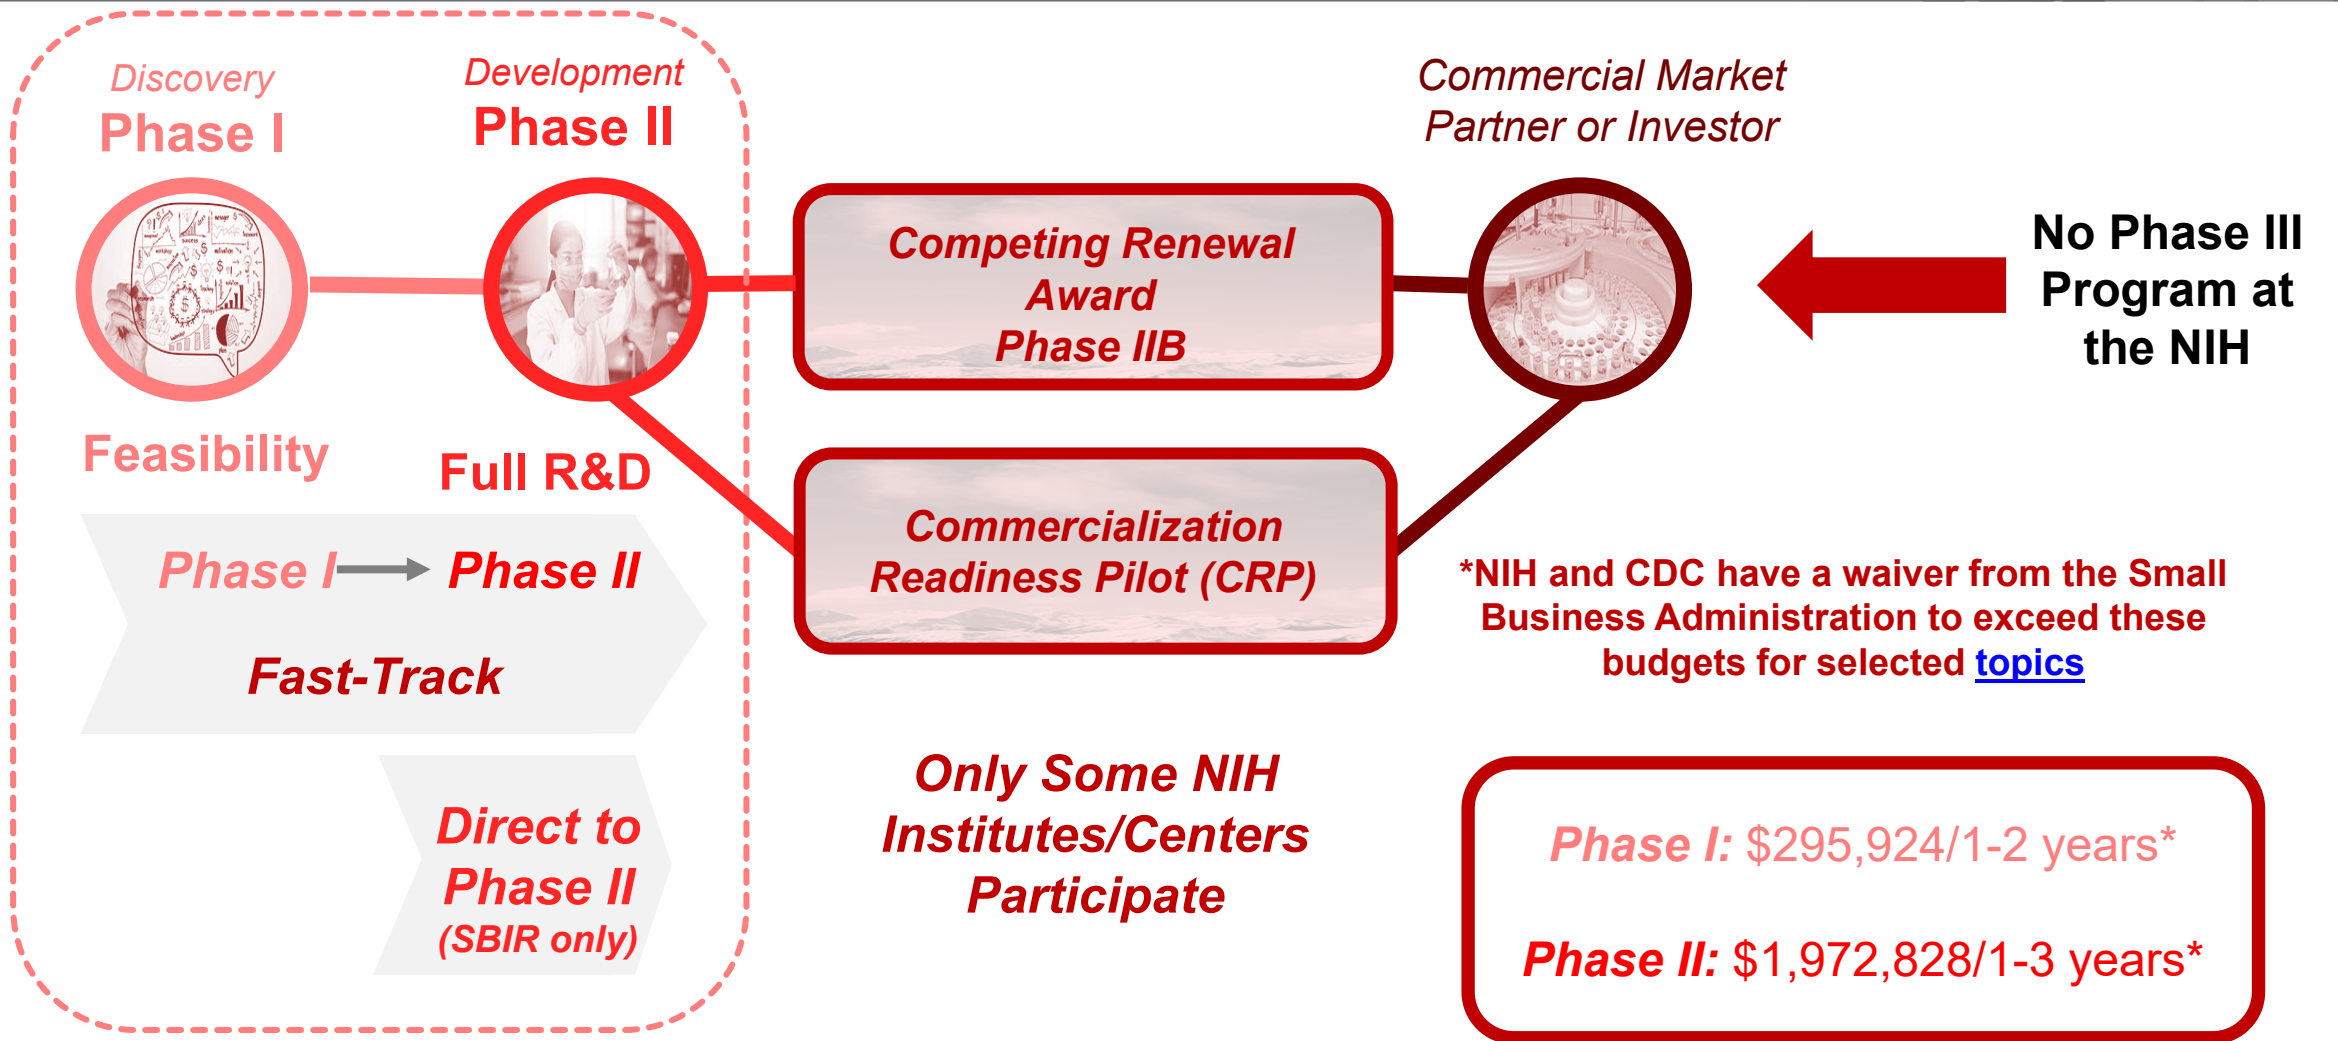 Discovery
Phase I
Development
Phase II
Commercial Market
Partner or Investor
Competing Renewal
Award
Phase IIB
No Phase III
Program at
the NIH
Feasibility
Full R&D
Phase I
Phase II
Fast-Track
Commercialization
Readiness Pilot (CRP)
*NIH and CDC have a waiver from the Small
Business Administration to exceed these
budgets for selected topics
Direct to
Phase II
(SBIR only)
Only Some NIH
Institutes/Centers
Participate
Phase I: $295,924/1-2 years*
Phase II: $1,972,828/1-3 years*